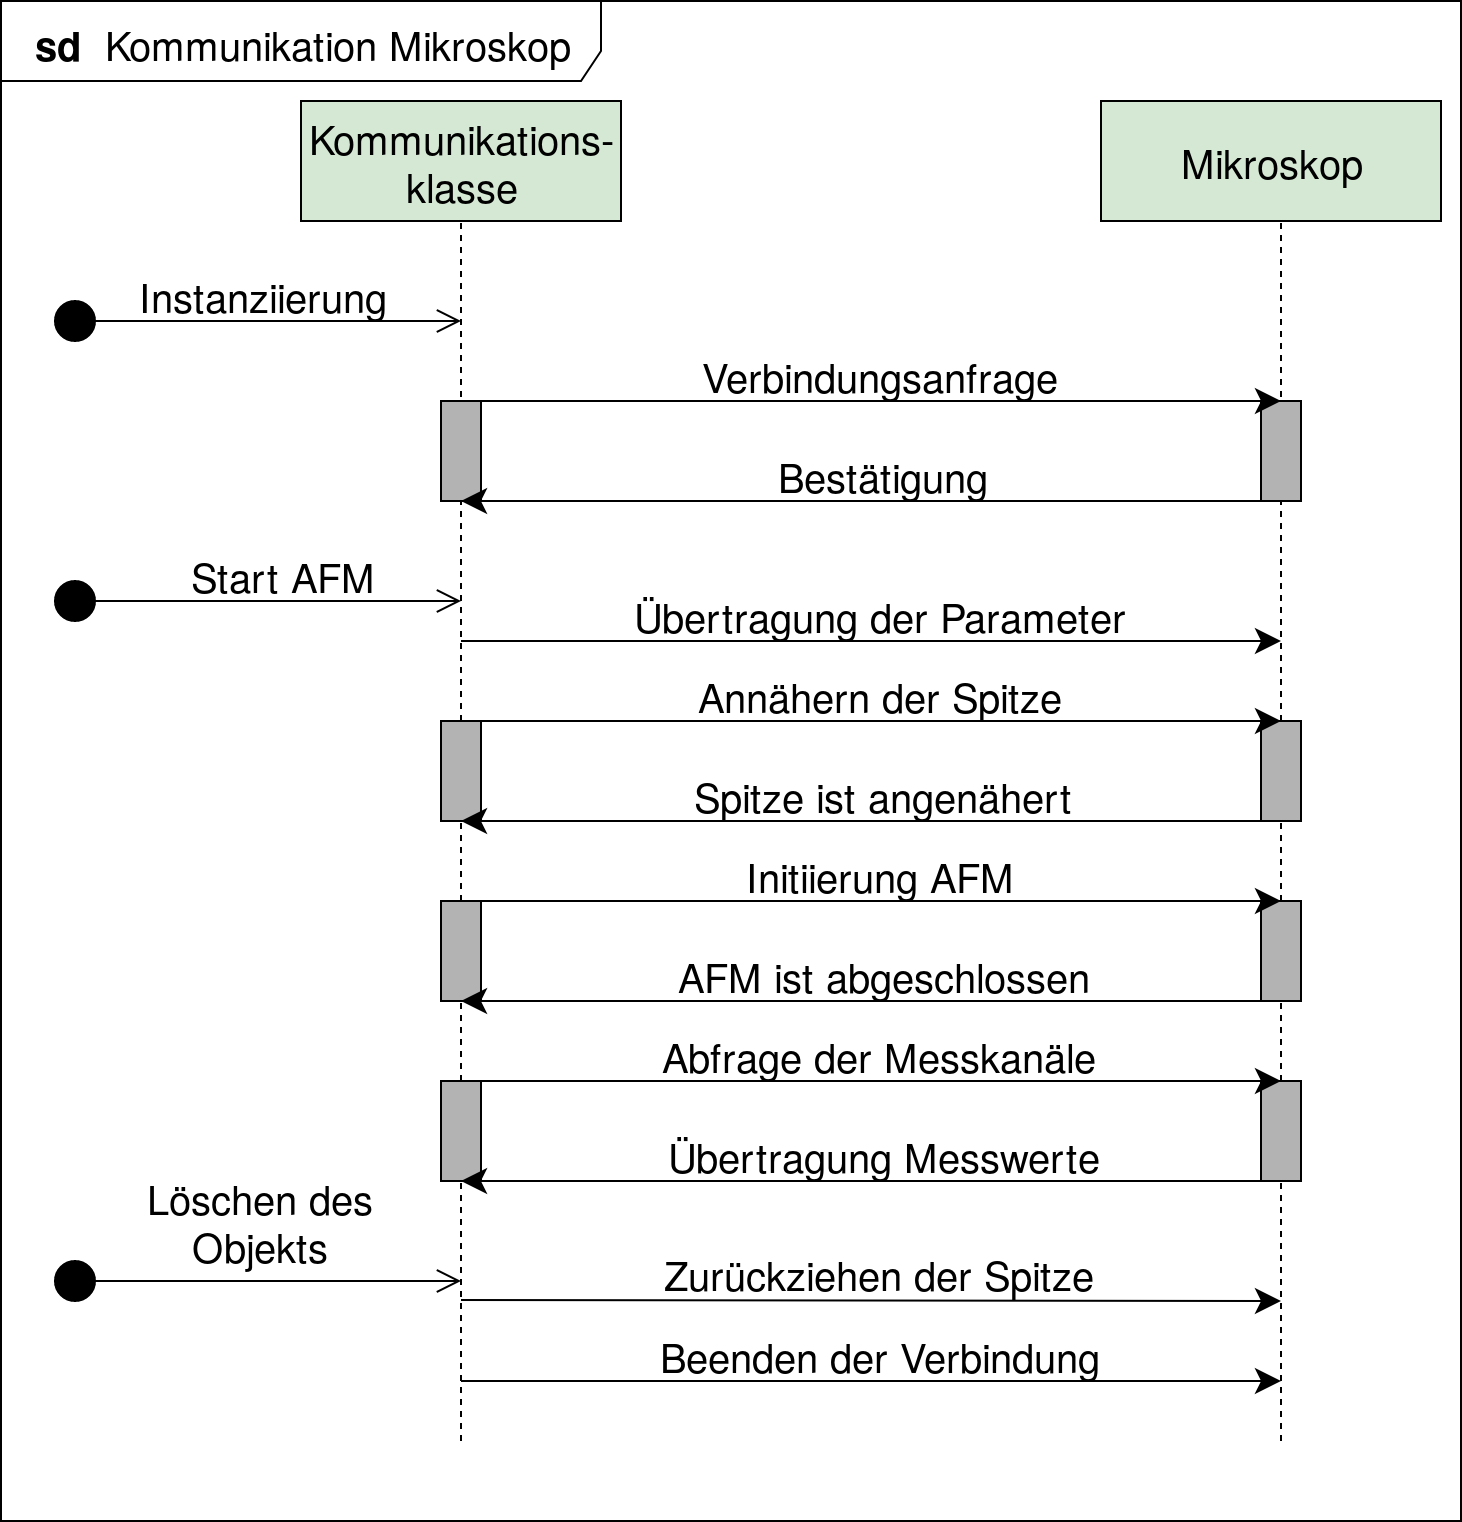 sd Kommunikation Mikroskop
Kommunikations-
klasse
Mikroskop
Instanziierung
Verbindungsanfrage
Bestätigung
Start AFM
Übertragung der Parameter
Annähern der Spitze
Spitze ist angenähert
Initiierung AFM
AFM ist abgeschlossen
Abfrage der Messkanäle
Übertragung Messwerte
Löschen des
Objekts
Zurückziehen der Spitze
Beenden der Verbindung